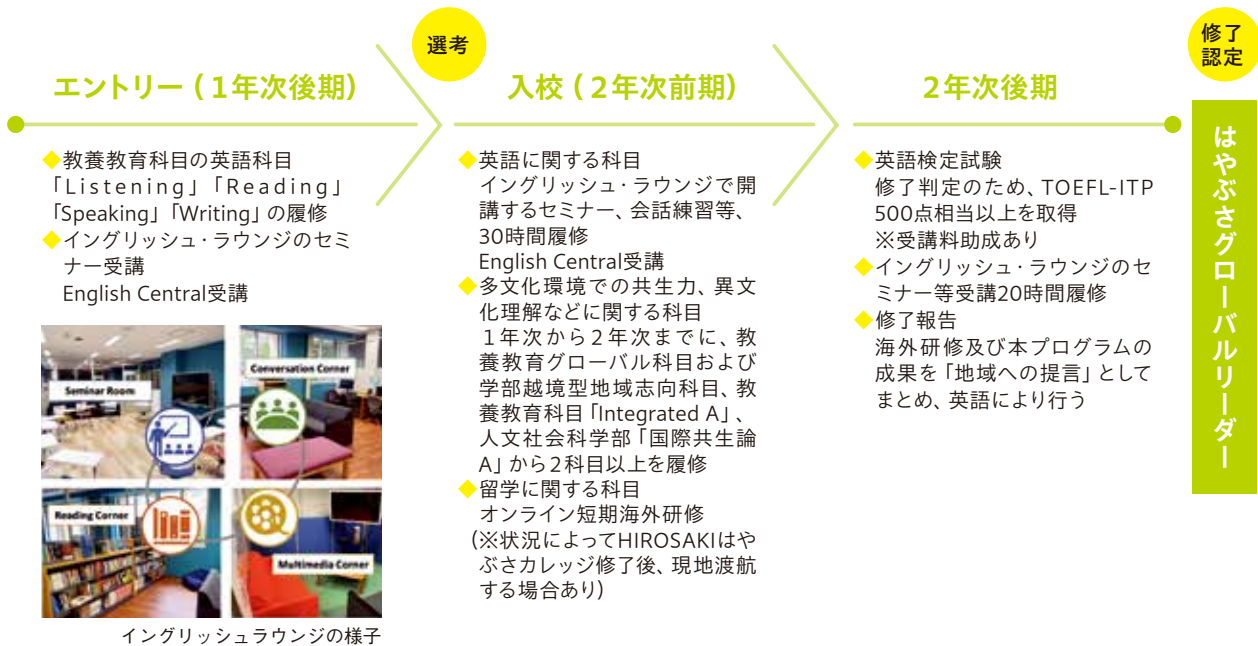 選考
修了
認定
エントリー（1年次後期）
◆教養教育科目の英語科目
「Listening」「Reading」
「Speaking」「Writing」の履修
◆イングリッシュ・ラウンジのセミ
ナー受講
English Central受講
Seminar Room
Conversation Corner
Reading Corner
Multimedia Corner
イングリッシュラウンジの様子
入校（2年次前期）
◆英語に関する科目
イングリッシュ・ラウンジで開
講するセミナー、会話練習等、
30時間履修
English Central受講
◆多文化環境での共生力、異文
化理解などに関する科目
1年次から2年次までに、教
養教育グローバル科目および
学部越境型地域志向科目、教
養教育科目「Integrated A」、
人文社会科学部「国際共生論
A」から2科目以上を履修
◆留学に関する科目
オンライン短期海外研修
(※状況によってHIROSAKIはや
ぶさカレッジ修了後、現地渡航
する場合あり)
2年次後期
◆英語検定試験
修了判定のため、TOEFL-ITP
500点相当以上を取得
※受講料助成あり
◆イングリッシュ・ラウンジのセ
ミナー等受講20時間履修
◆修了報告
海外研修及び本プログラムの
成果を「地域への提言」として
まとめ、英語により行う
はやぶさグローバルリーダー